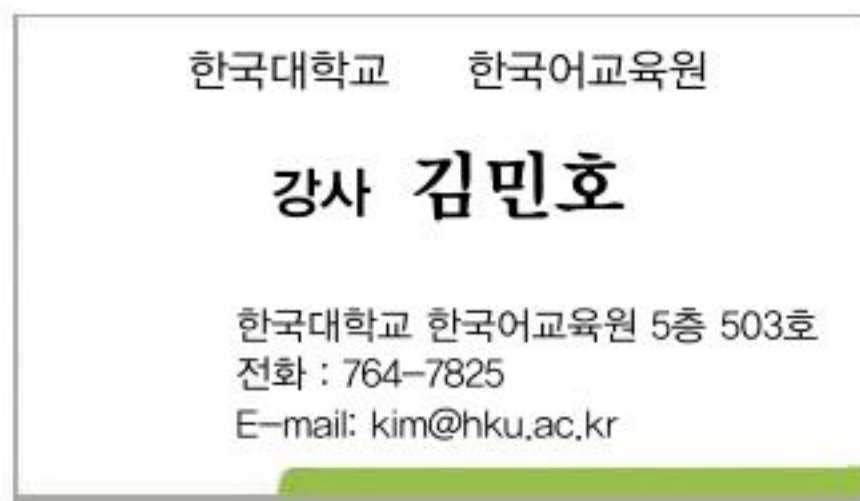 한국대학교 한국어교육원
강사 김민호
한국대학교 한국어교육원 5층 503호
전화 : 764-7825
E-mail: kim@hku.ac.kr